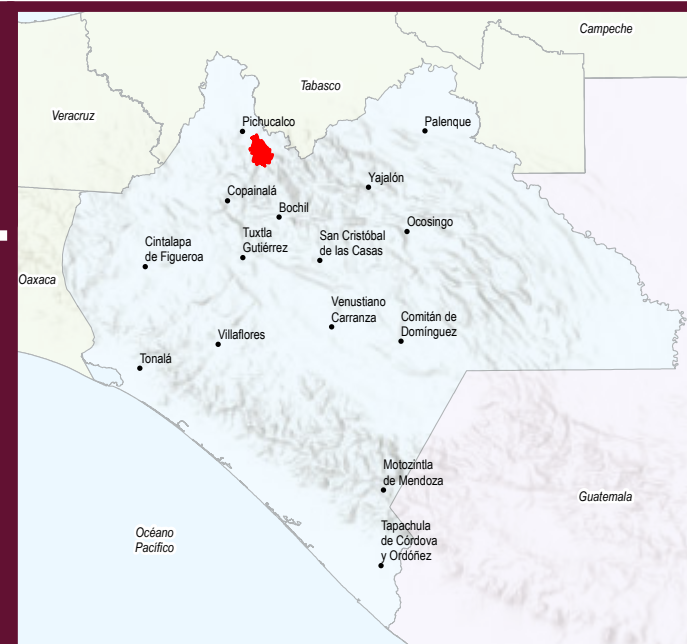 Campeche
Tabasco
Veracruz
Pichucalco
Palenque
Yajalón
Copainalá
Bochil
Ocosingo
Tuxtla
Gutiérrez
San Cristóbal
de las Casas
Cintalapa
de Figueroa
Oaxaca
Venustiano
Carranza
Comitán de
Domínguez
Villaflores
Tonalá
Motozintla
de Mendoza
Guatemala
Océano
Pacífico
Tapachula
de Córdova
y Ordóñez